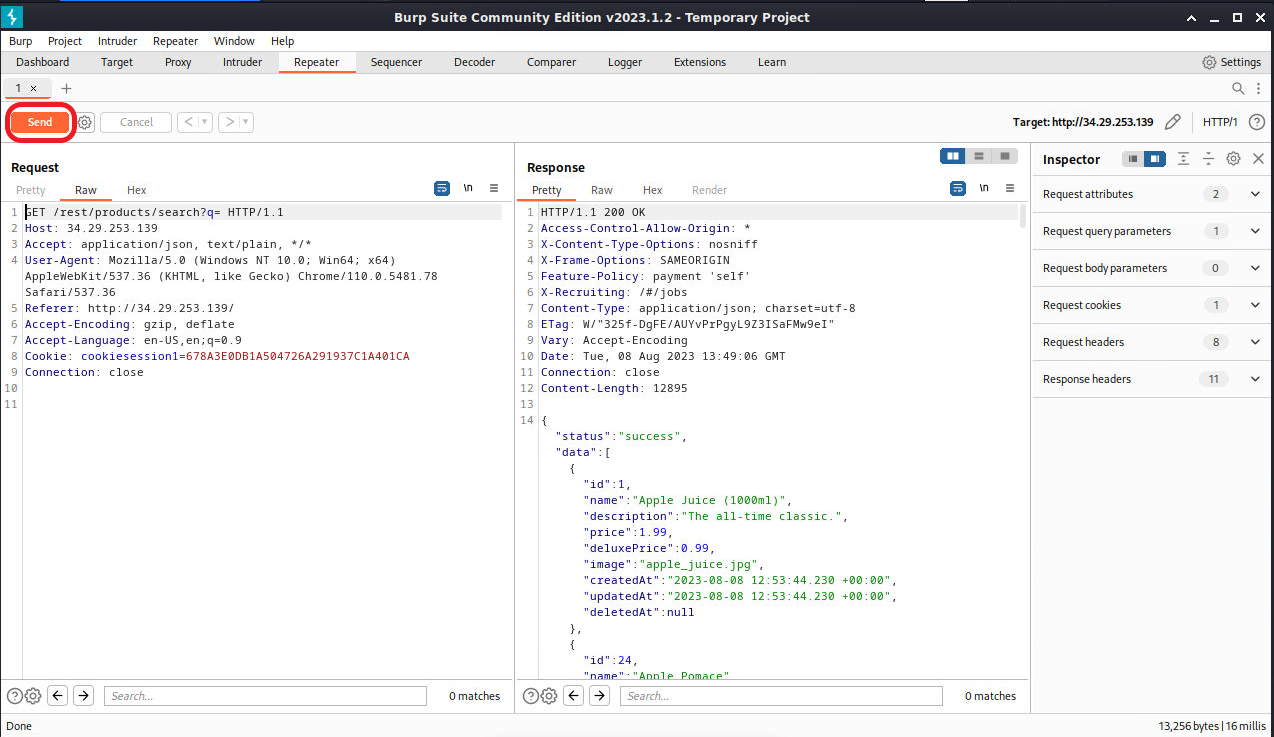 Burp Suite Community Edition v2023.1.2 - Temporary Project
Burp Project Intruder Repeater Window Help
Dashboard Target Proxy Intruder Repeater Sequencer Decoder Comparer Logger Extensions Learn Settings
1 × +
Send Cancel < > Target: http://34.29.253.139 HTTP/1 ?
Request
Pretty Raw Hex \n
1 GET /rest/products/search?q= HTTP/1.1
2 Host: 34.29.253.139
3 Accept: application/json, text/plain, */*
4 User-Agent: Mozilla/5.0 (Windows NT 10.0; Win64; x64)
AppleWebKit/537.36 (KHTML, like Gecko) Chrome/110.0.5481.78
Safari/537.36
5 Referer: http://34.29.253.139/
6 Accept-Encoding: gzip, deflate
7 Accept-Language: en-US,en;q=0.9
8 Cookie: cookiesession1=678A3E0DB1A504726A291937C1A401CA
9 Connection: close
10
11
Search... 0 matches
Response
Pretty Raw Hex Render \n
1 HTTP/1.1 200 OK
2 Access-Control-Allow-Origin: *
3 X-Content-Type-Options: nosniff
4 X-Frame-Options: SAMEORIGIN
5 Feature-Policy: payment 'self'
6 X-Recruiting: /#/jobs
7 Content-Type: application/json; charset=utf-8
8 ETag: W/"325f-DgFE/AUYvPrPgyL9Z3ISaFMw9eI"
9 Vary: Accept-Encoding
10 Date: Tue, 08 Aug 2023 13:49:06 GMT
11 Connection: close
12 Content-Length: 12895
13
14 {
"status":"success",
"data":[
{
"id":1,
"name":"Apple Juice (1000ml)",
"description":"The all-time classic.",
"price":1.99,
"deluxePrice":0.99,
"image":"apple_juice.jpg",
"createdAt":"2023-08-08 12:53:44.230 +00:00",
"updatedAt":"2023-08-08 12:53:44.230 +00:00",
"deletedAt":null
},
{
"id":24,
"name":"Apple Pomace"
Search... 0 matches
Inspector
Request attributes 2
Request query parameters 1
Request body parameters 0
Request cookies 1
Request headers 8
Response headers 11
Done
13,256 bytes | 16 millis